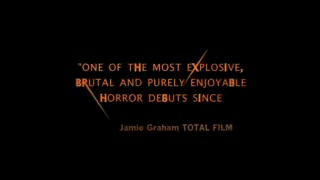 "ONE OF THE MOST EXPLOSIVE,
BRUTAL AND PURELY ENJOYABLE
HORROR DEBUTS SINCE
Jamie Graham TOTAL FILM